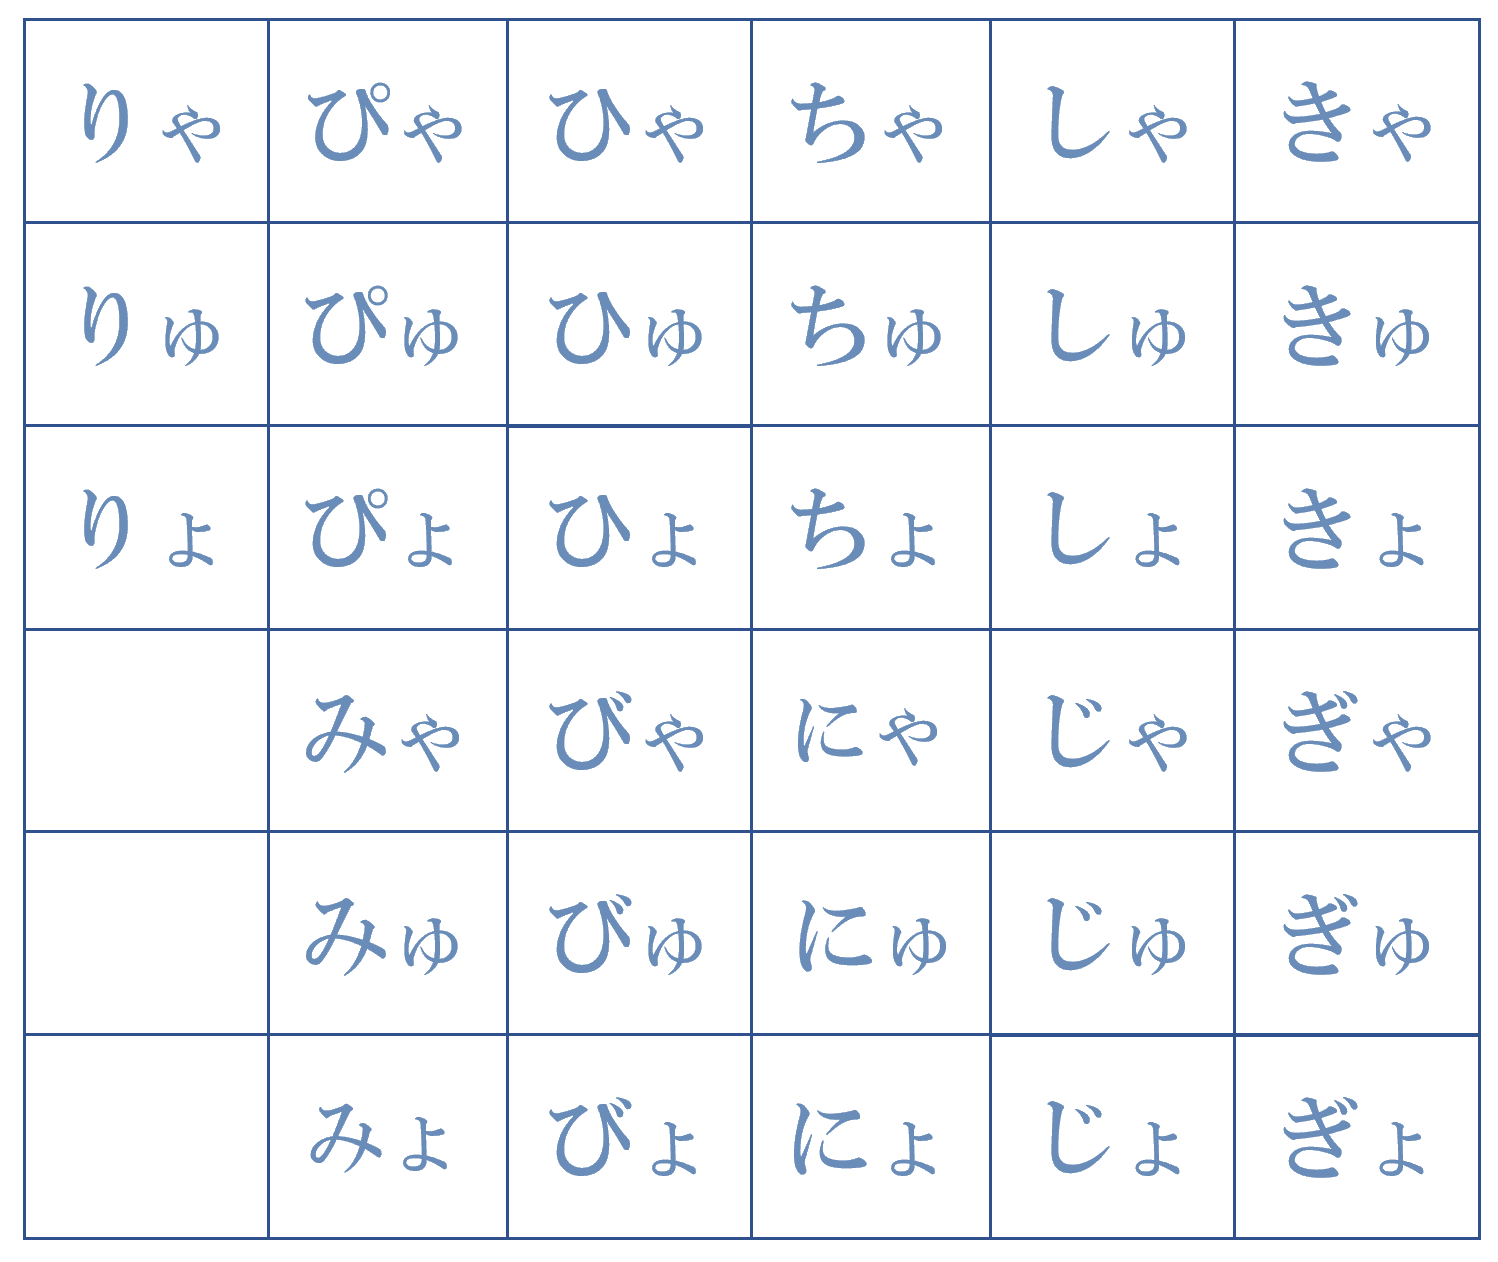 りゃ ぴゃ ひゃ ちゃ しゃ きゃ
りゅ ぴゅ ひゅ ちゅ しゅ きゅ
りょ ぴょ ひょ ちょ しょ きょ
みゃ びゃ にゃ じゃ ぎゃ
みゅ びゅ にゅ じゅ ぎゅ
みょ びょ にょ じょ ぎょ